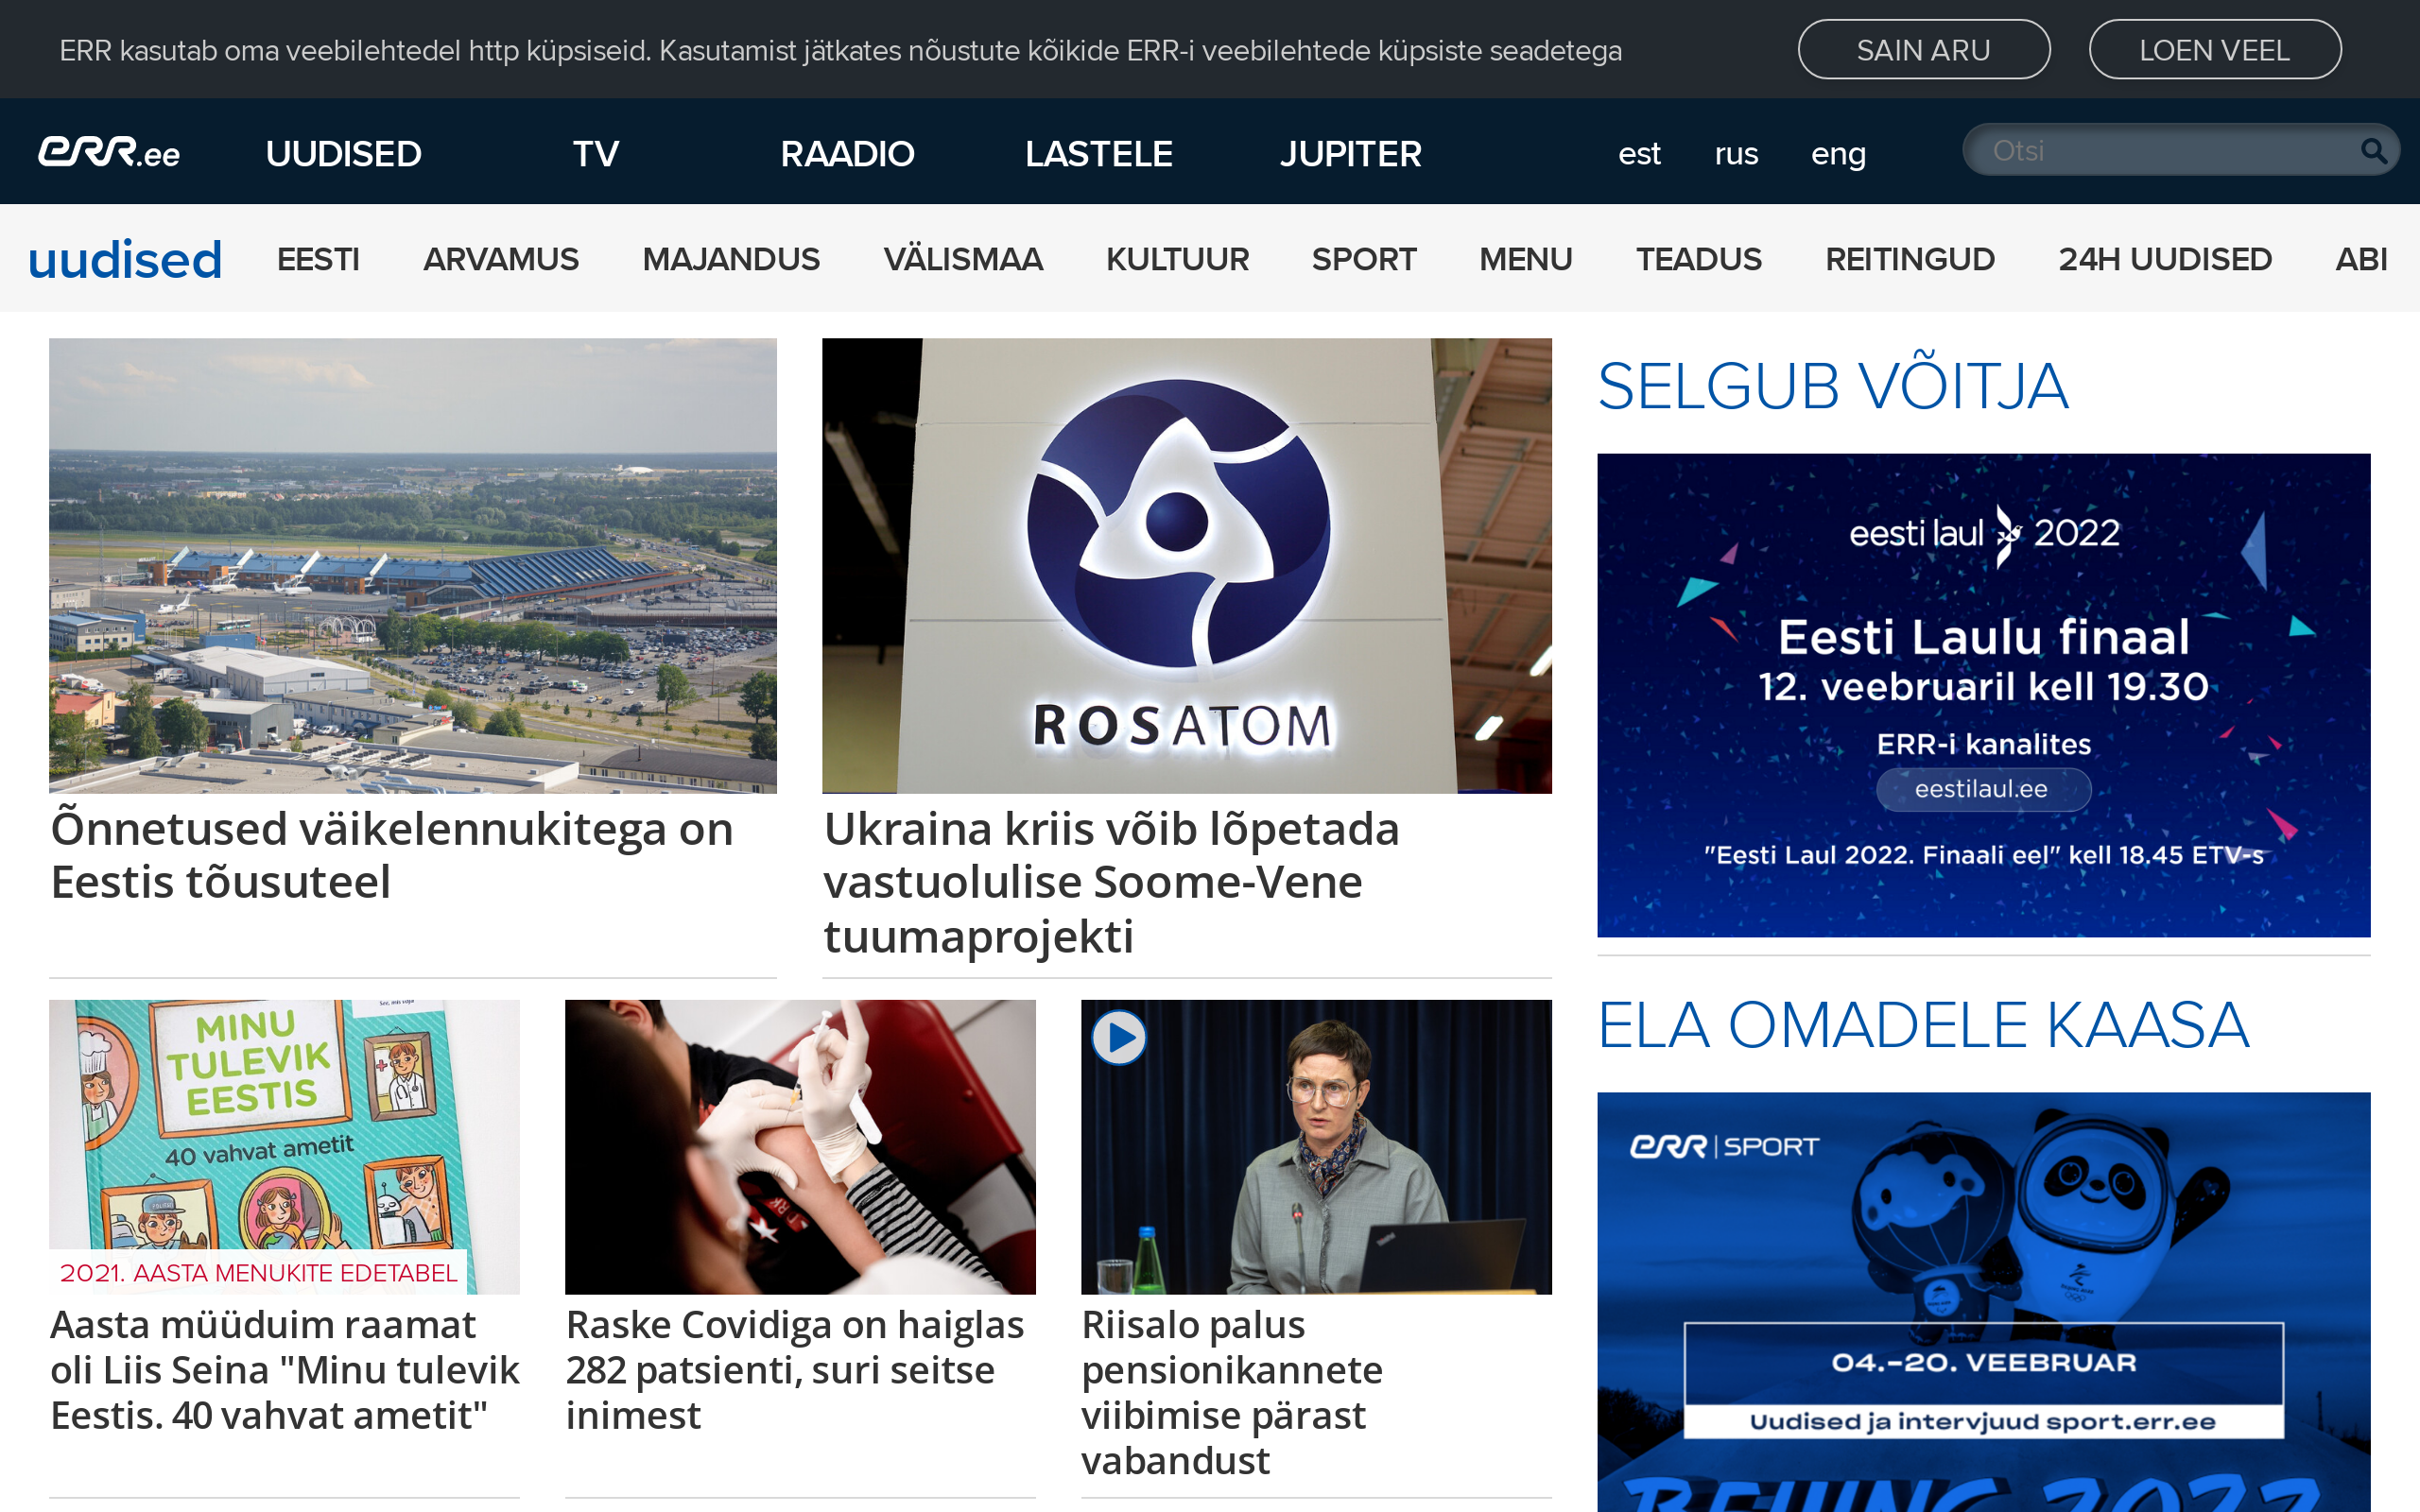 ERR kasutab oma veebilehtedel http küpsiseid. Kasutamist jätkates nõustute kõikide ERR-i veebilehtede küpsiste seadetega
SAIN ARU
LOEN VEEL
err.ee
UUDISED
TV
RAADIO
LASTELE
JUPITER
est
rus
eng
Otsi
uudised
EESTI
ARVAMUS
MAJANDUS
VÄLISMAA
KULTUUR
SPORT
MENU
TEADUS
REITINGUD
24H UUDISED
ABI
ROSATOM
Õnnetused väikelennukitega on
Eestis tõusuteel
Ukraina kriis võib lõpetada
vastuolulise Soome-Vene
tuumaprojekti
SELGUB VÕITJA
eesti laul 2022
Eesti Laulu finaal
12. veebruaril kell 19.30
ERR-i kanalites
eestilaul.ee
"Eesti Laul 2022. Finaali eel" kell 18.45 ETV-s
MINU
TULEVIK
EESTIS
40 vahvat ametit
2021. AASTA MENUKITE EDETABEL
Aasta müüduim raamat
oli Liis Seina "Minu tulevik
Eestis. 40 vahvat ametit"
Raske Covidiga on haiglas
282 patsienti, suri seitse
inimest
Riisalo palus
pensionikannete
viibimise pärast
vabandust
ELA OMADELE KAASA
err | SPORT
04.–20. VEEBRUAR
Uudised ja intervjuud sport.err.ee
BEIJING 2022